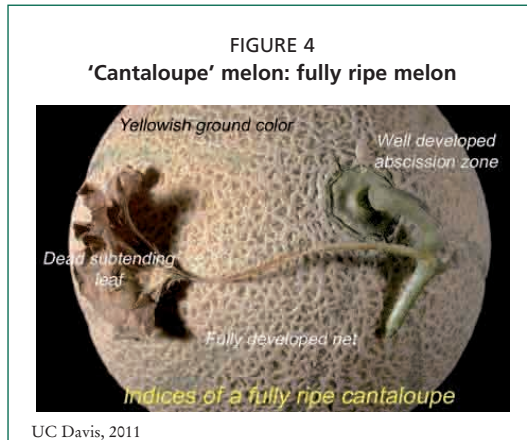 FIGURE 4
‘Cantaloupe’ melon: fully ripe melon
Yellowish ground color
Well developed
abscission zone
Dead subtending
leaf
Fully developed net
Indices of a fully ripe cantaloupe
UC Davis, 2011